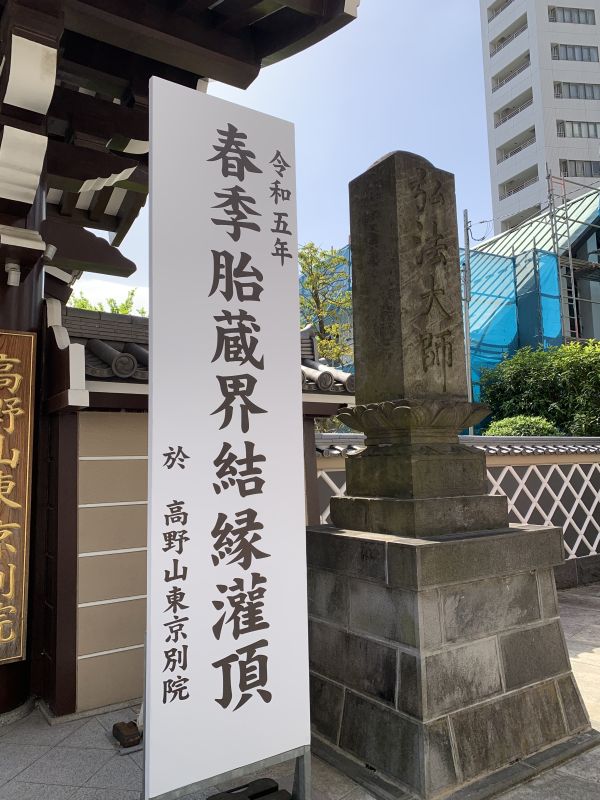 令和五年
春季胎蔵界結縁灌頂
於 高野山東京別院
弘法大師
高野山東京別院